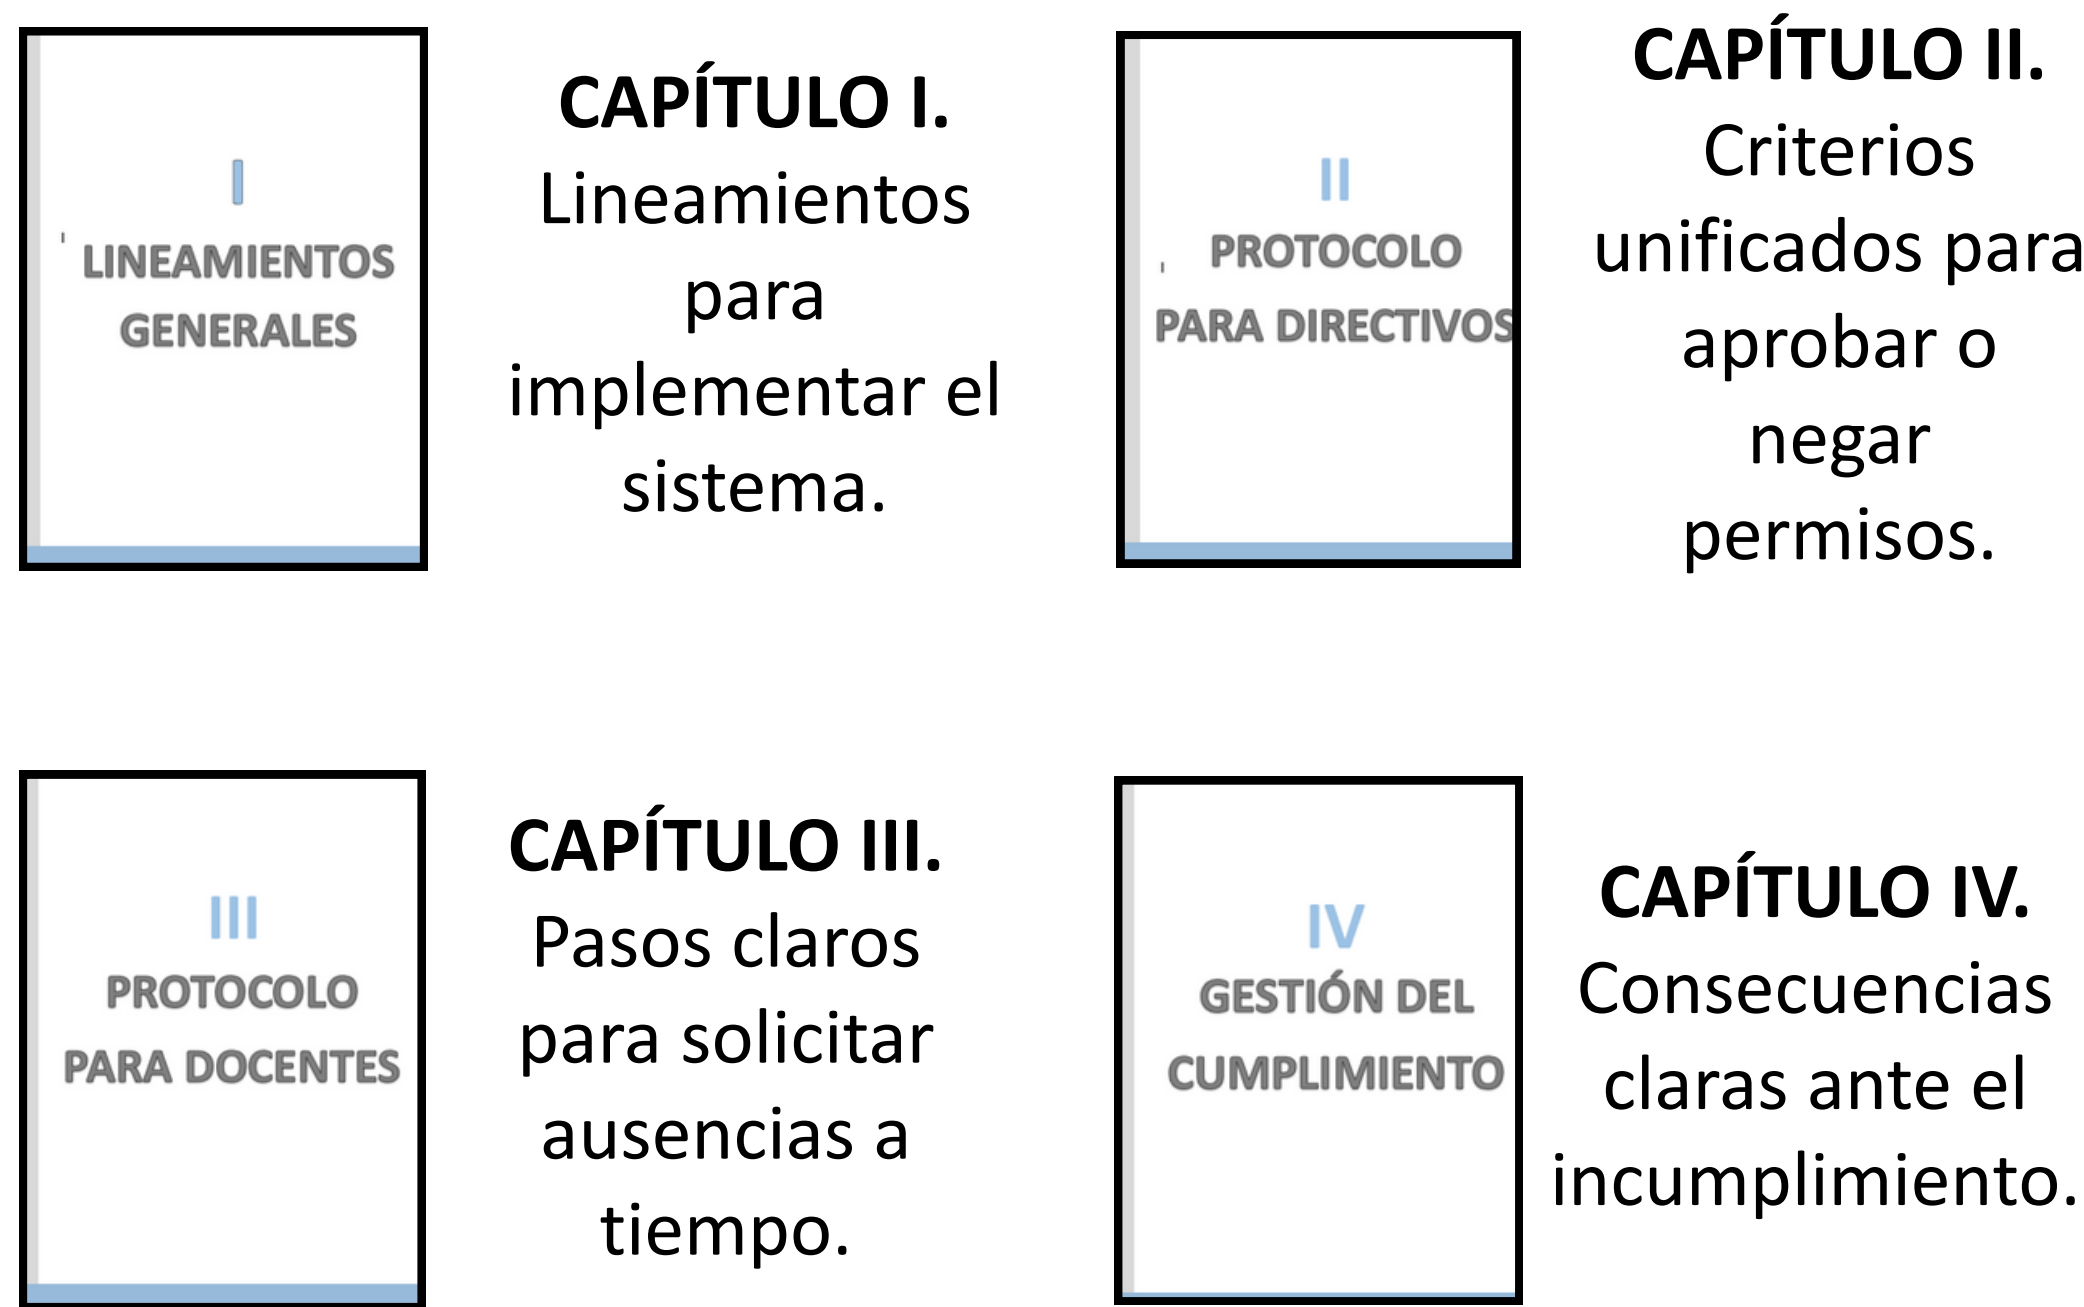 I
LINEAMIENTOS
GENERALES
CAPÍTULO I.
Lineamientos
para
implementar el
sistema.
II
PROTOCOLO
PARA DIRECTIVOS
CAPÍTULO II.
Criterios
unificados para
aprobar o
negar
permisos.
III
PROTOCOLO
PARA DOCENTES
CAPÍTULO III.
Pasos claros
para solicitar
ausencias a
tiempo.
IV
GESTIÓN DEL
CUMPLIMIENTO
CAPÍTULO IV.
Consecuencias
claras ante el
incumplimiento.